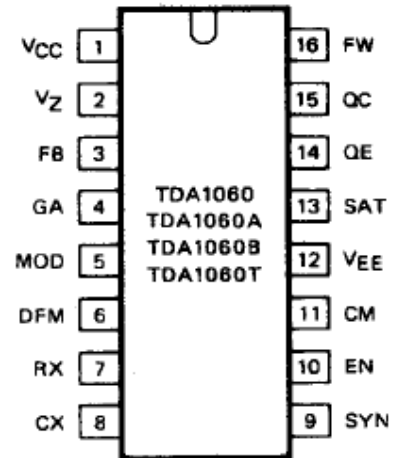 VCC 1 16 FW
VZ 2 15 QC
FB 3 14 QE
GA 4 13 SAT
MOD 5 12 VEE
DFM 6 11 CM
RX 7 10 EN
CX 8 9 SYN
TDA1060
TDA1060A
TDA1060B
TDA1060T